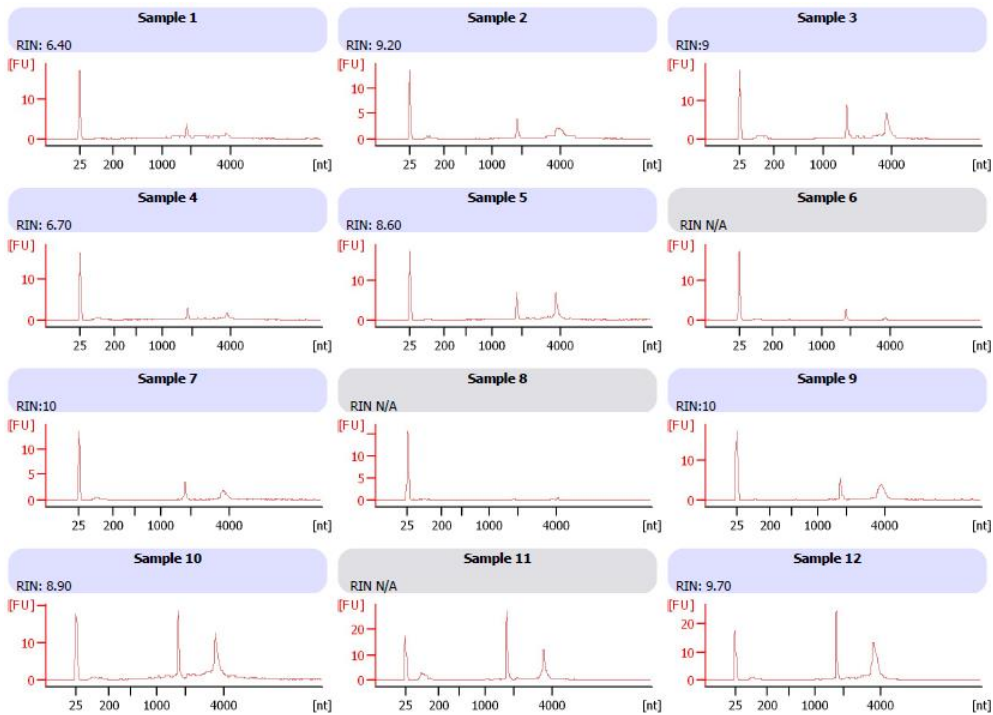 Sample 1
RIN: 6.40
[FU]
10
0
25 200 1000 4000 [nt]
Sample 2
RIN: 9.20
[FU]
10
5
0
25 200 1000 4000 [nt]
Sample 3
RIN:9
[FU]
10
0
25 200 1000 4000 [nt]
Sample 4
RIN: 6.70
[FU]
10
0
25 200 1000 4000 [nt]
Sample 5
RIN: 8.60
[FU]
10
0
25 200 1000 4000 [nt]
Sample 6
RIN N/A
[FU]
10
0
25 200 1000 4000 [nt]
Sample 7
RIN:10
[FU]
10
5
0
25 200 1000 4000 [nt]
Sample 8
RIN N/A
[FU]
10
5
0
25 200 1000 4000 [nt]
Sample 9
RIN:10
[FU]
10
0
25 200 1000 4000 [nt]
Sample 10
RIN: 8.90
[FU]
10
0
25 200 1000 4000 [nt]
Sample 11
RIN N/A
[FU]
20
10
0
25 200 1000 4000 [nt]
Sample 12
RIN: 9.70
[FU]
20
10
0
25 200 1000 4000 [nt]